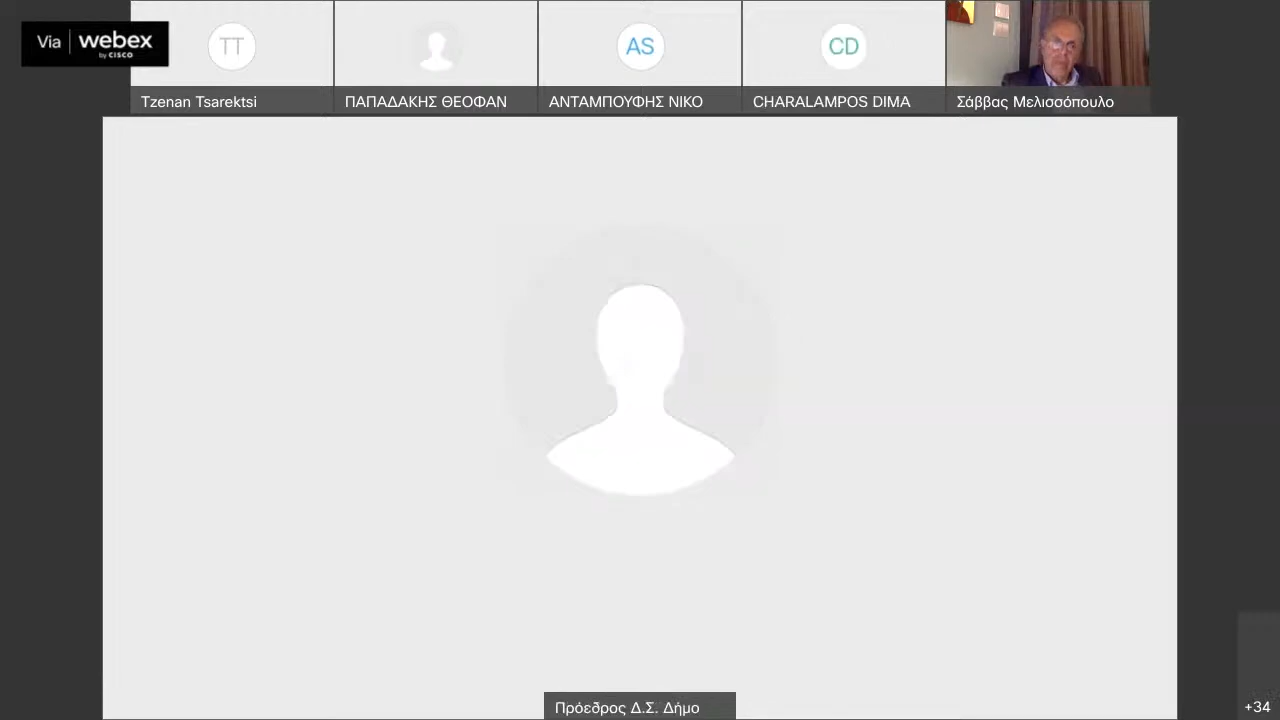 Via webex
by CISCO
TT
AS
CD
Tzenan Tsarektsi
ΠΑΠΑΔΑΚΗΣ ΘΕΟΦΑΝ
ΑΝΤΑΜΠΟΥΦΗΣ ΝΙΚΟ
CHARALAMPOS DIMA
Σάββας Μελισσόπουλο
Πρόεδρος Δ.Σ. Δήμο
+34